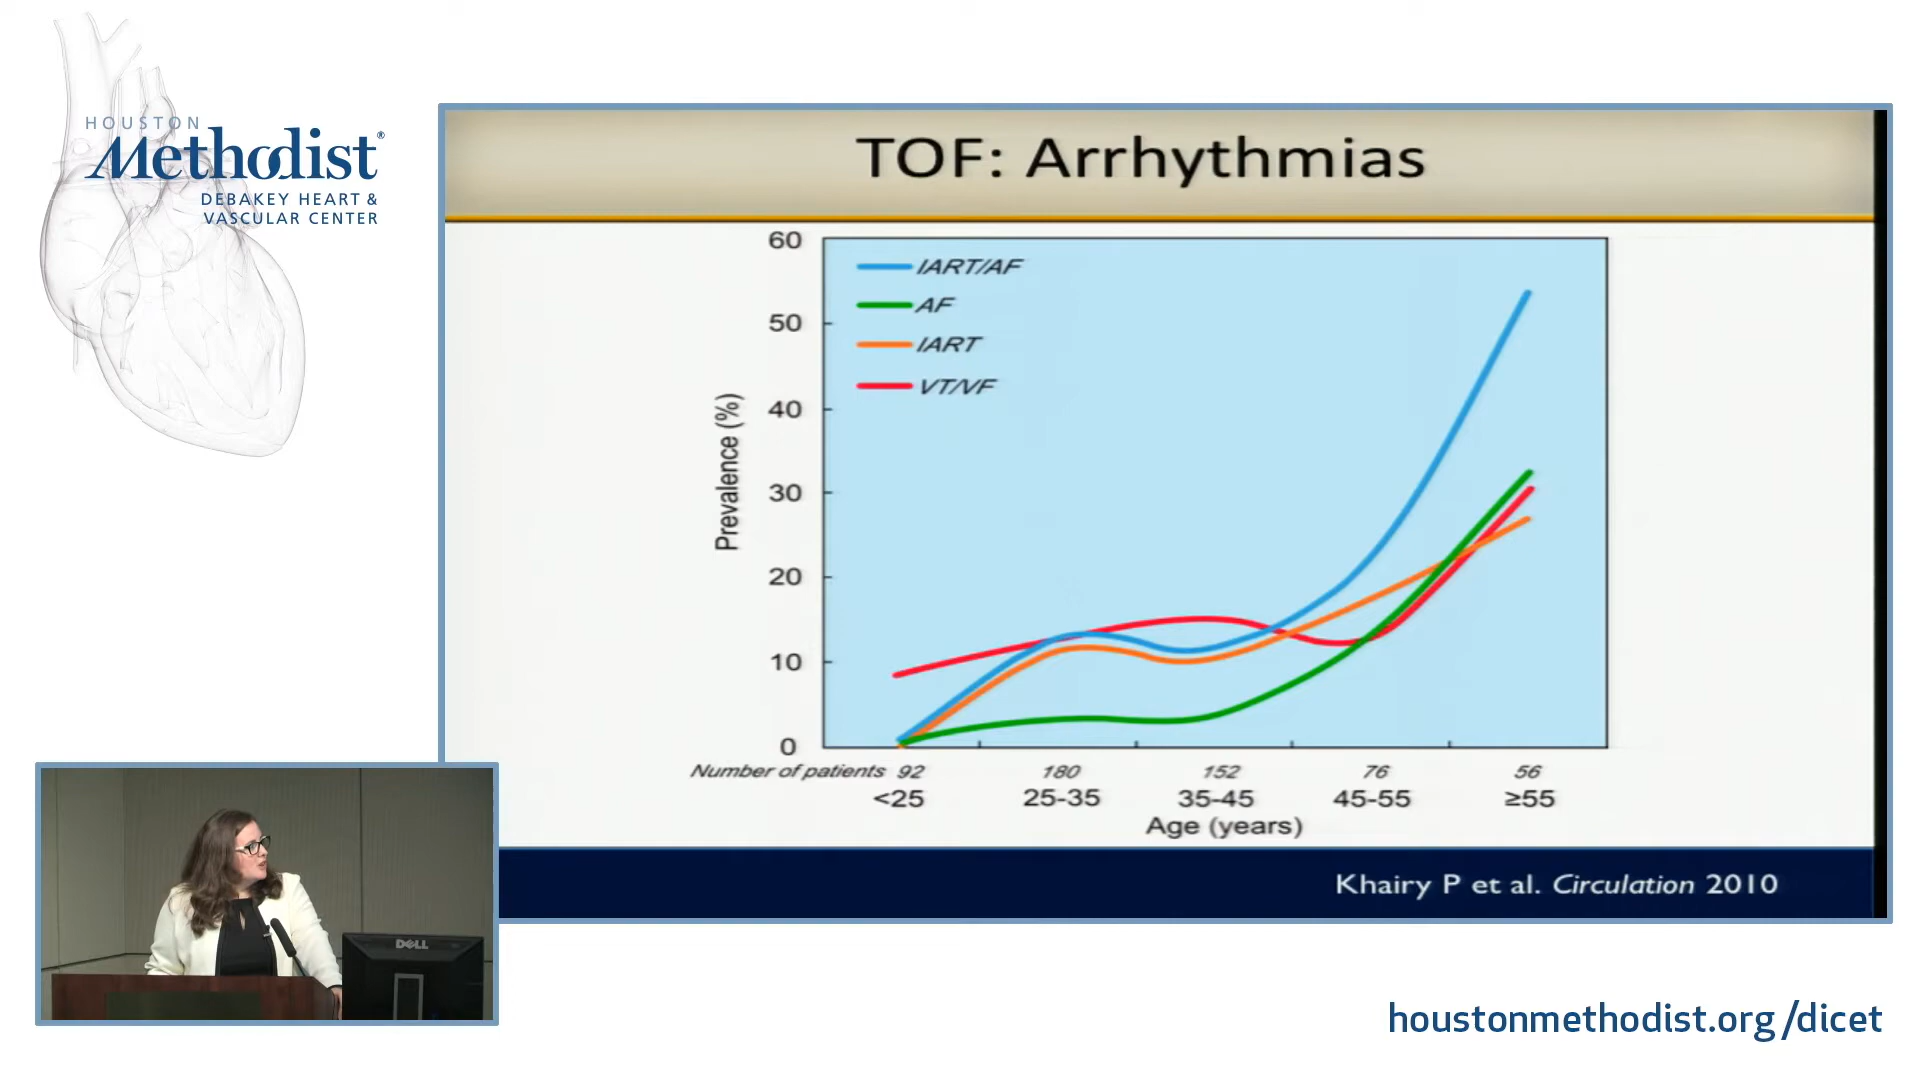 HOUSTON
Methodist®
DEBAKEY HEART &
VASCULAR CENTER
TOF: Arrhythmias
60
50
40
30
20
10
0
Prevalence (%)
IART/AF
AF
IART
VT/VF
Number of patients 92 180 152 76 56
<25 25-35 35-45 45-55 ≥55
Age (years)
Khairy P et al. Circulation 2010
DELL
houstonmethodist.org/dicet